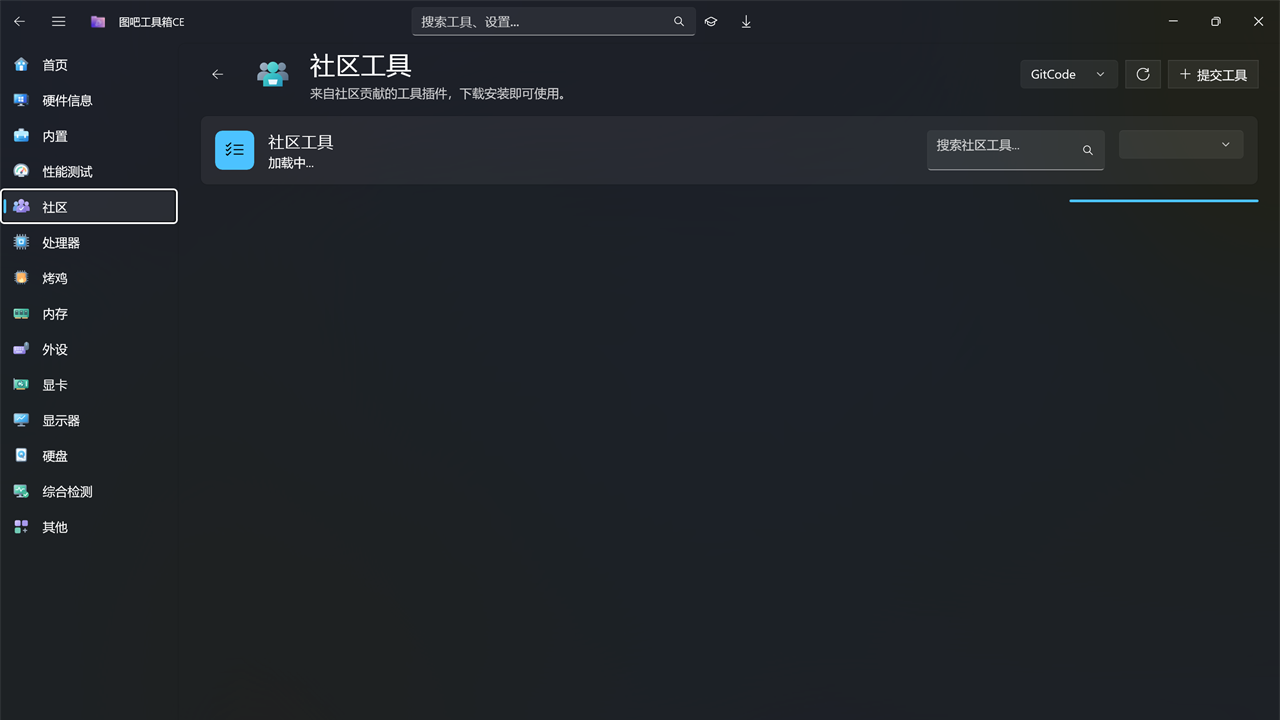 图吧工具箱CE
搜索工具、设置...
首页
硬件信息
内置
性能测试
社区
处理器
烤鸡
内存
外设
显卡
显示器
硬盘
综合检测
其他
社区工具
来自社区贡献的工具插件，下载安装即可使用。
GitCode
提交工具
社区工具
加载中...
搜索社区工具...